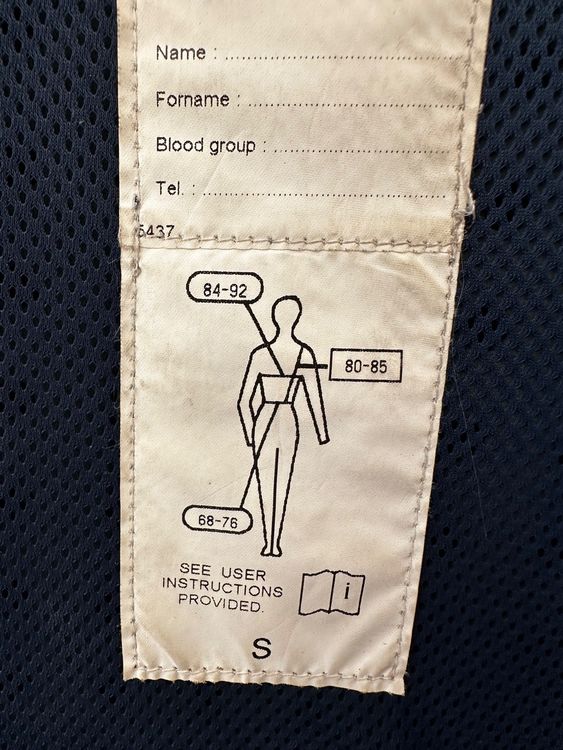 Name : ..........................................
Forname : ..........................................
Blood group : ..........................................
Tel. : ..........................................
5437
84-92
80-85
68-76
SEE USER
INSTRUCTIONS
PROVIDED.
i
S